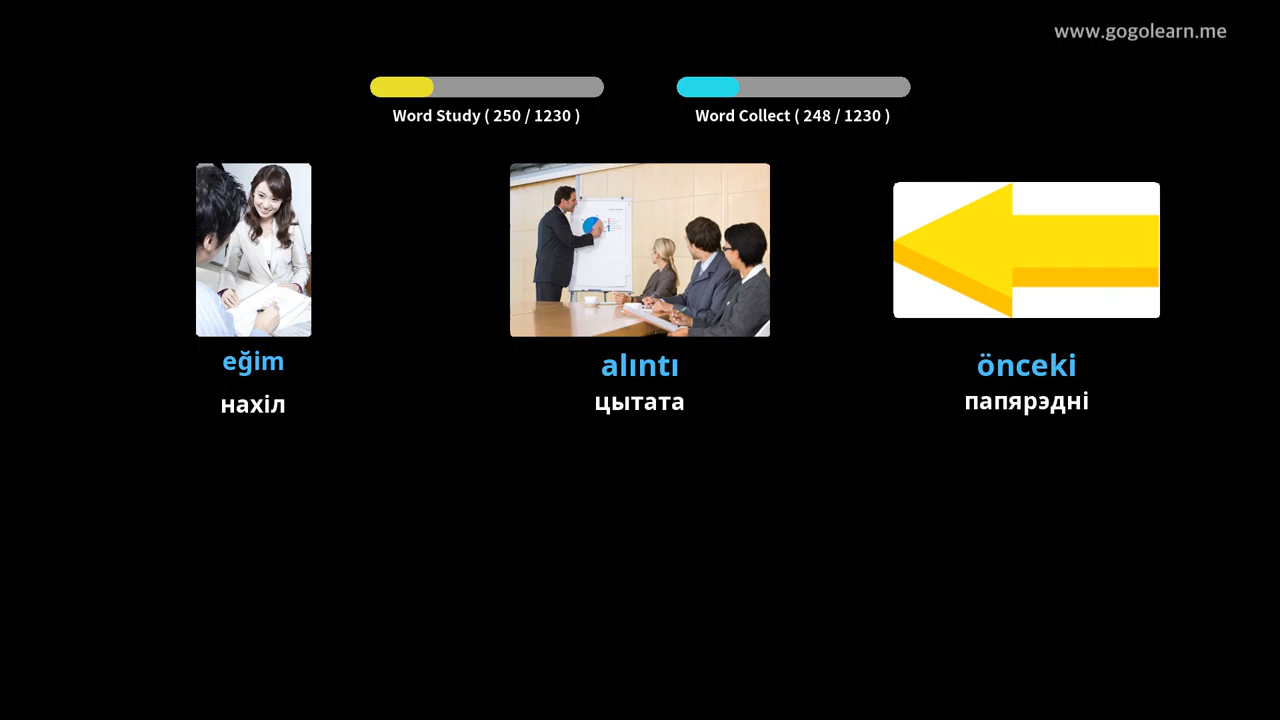 www.gogolearn.me
Word Study ( 250 / 1230 )
Word Collect ( 248 / 1230 )
eğim
нахіл
alıntı
цытата
önceki
папярэдні